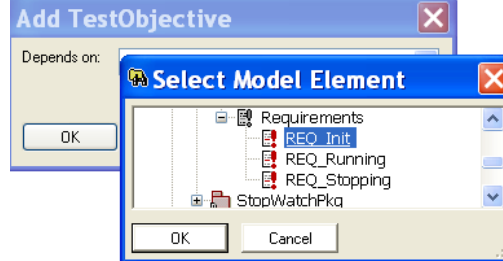 Add TestObjective
Depends on:
OK
Select Model Element
Requirements
REQ_Init
REQ_Running
REQ_Stopping
StopWatchPkg
OK Cancel